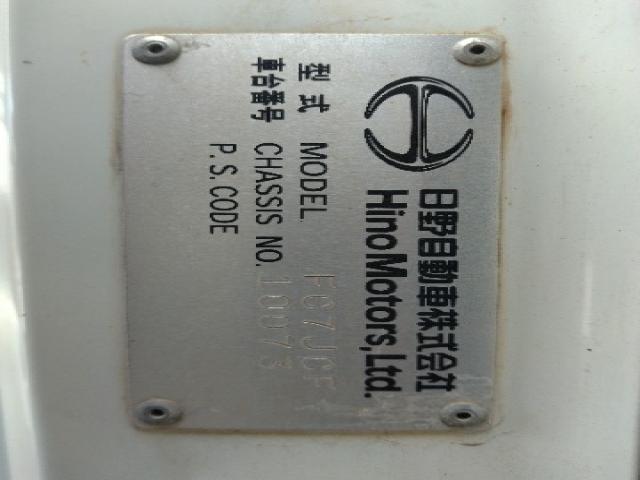 日野自動車株式会社
Hino Motors, Ltd.
型式 MODEL. FC7JCF
車台番号 CHASSIS NO. 10073
P.S.CODE